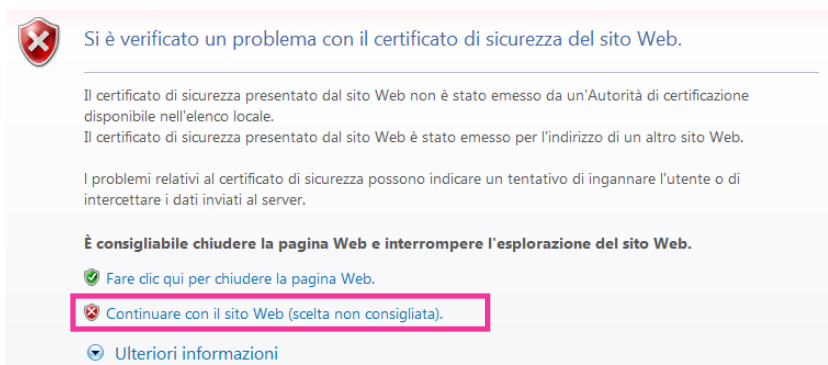 Si è verificato un problema con il certificato di sicurezza del sito Web.
Il certificato di sicurezza presentato dal sito Web non è stato emesso da un'Autorità di certificazione
disponibile nell'elenco locale.
Il certificato di sicurezza presentato dal sito Web è stato emesso per l'indirizzo di un altro sito Web.
I problemi relativi al certificato di sicurezza possono indicare un tentativo di ingannare l'utente o di
intercettare i dati inviati al server.
È consigliabile chiudere la pagina Web e interrompere l'esplorazione del sito Web.
Fare clic qui per chiudere la pagina Web.
Continuare con il sito Web (scelta non consigliata).
Ulteriori informazioni